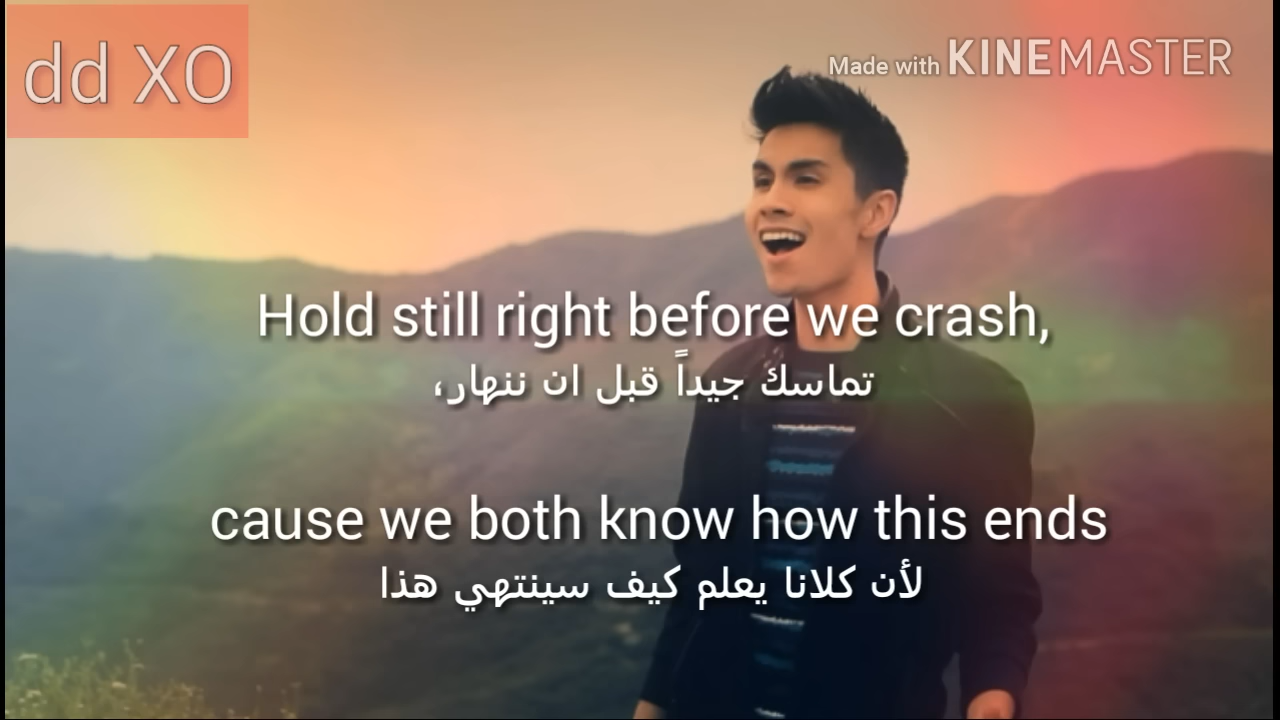 dd XO
Made with KINEMASTER
Hold still right before we crash,
تماسك جيداً قبل ان ننهار،
cause we both know how this ends
لأن كلانا يعلم كيف سينتهي هذا